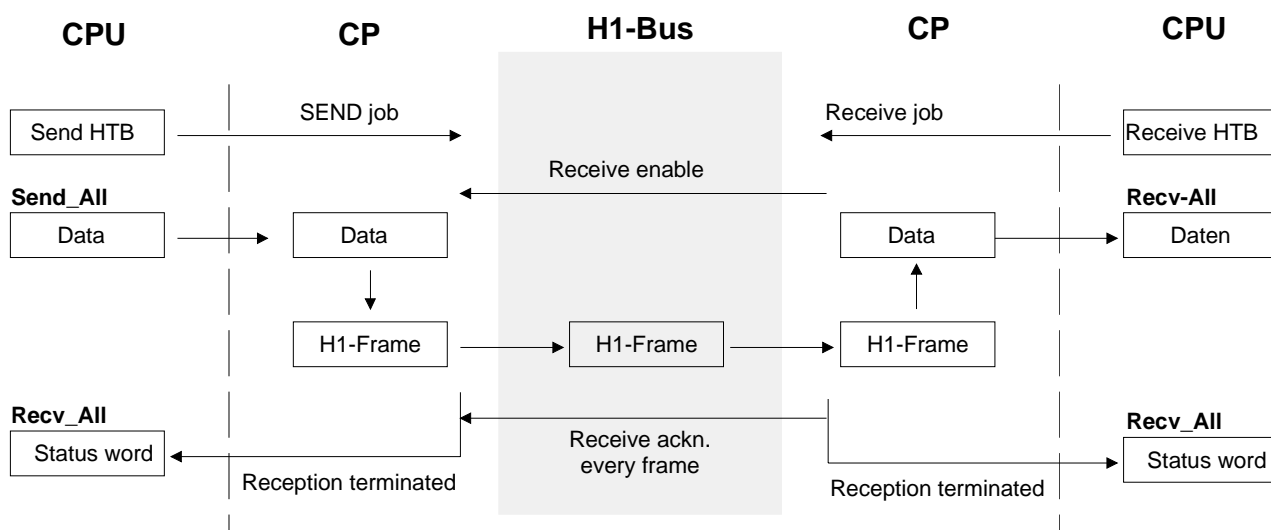 CPU CP H1-Bus CP CPU
SEND job Receive job
Send HTB Receive HTB
Receive enable
Send_All Recv-All
Data Data Data Daten
H1-Frame H1-Frame H1-Frame
Recv_All Recv_All
Receive ackn.
every frame
Status word Status word
Reception terminated Reception terminated